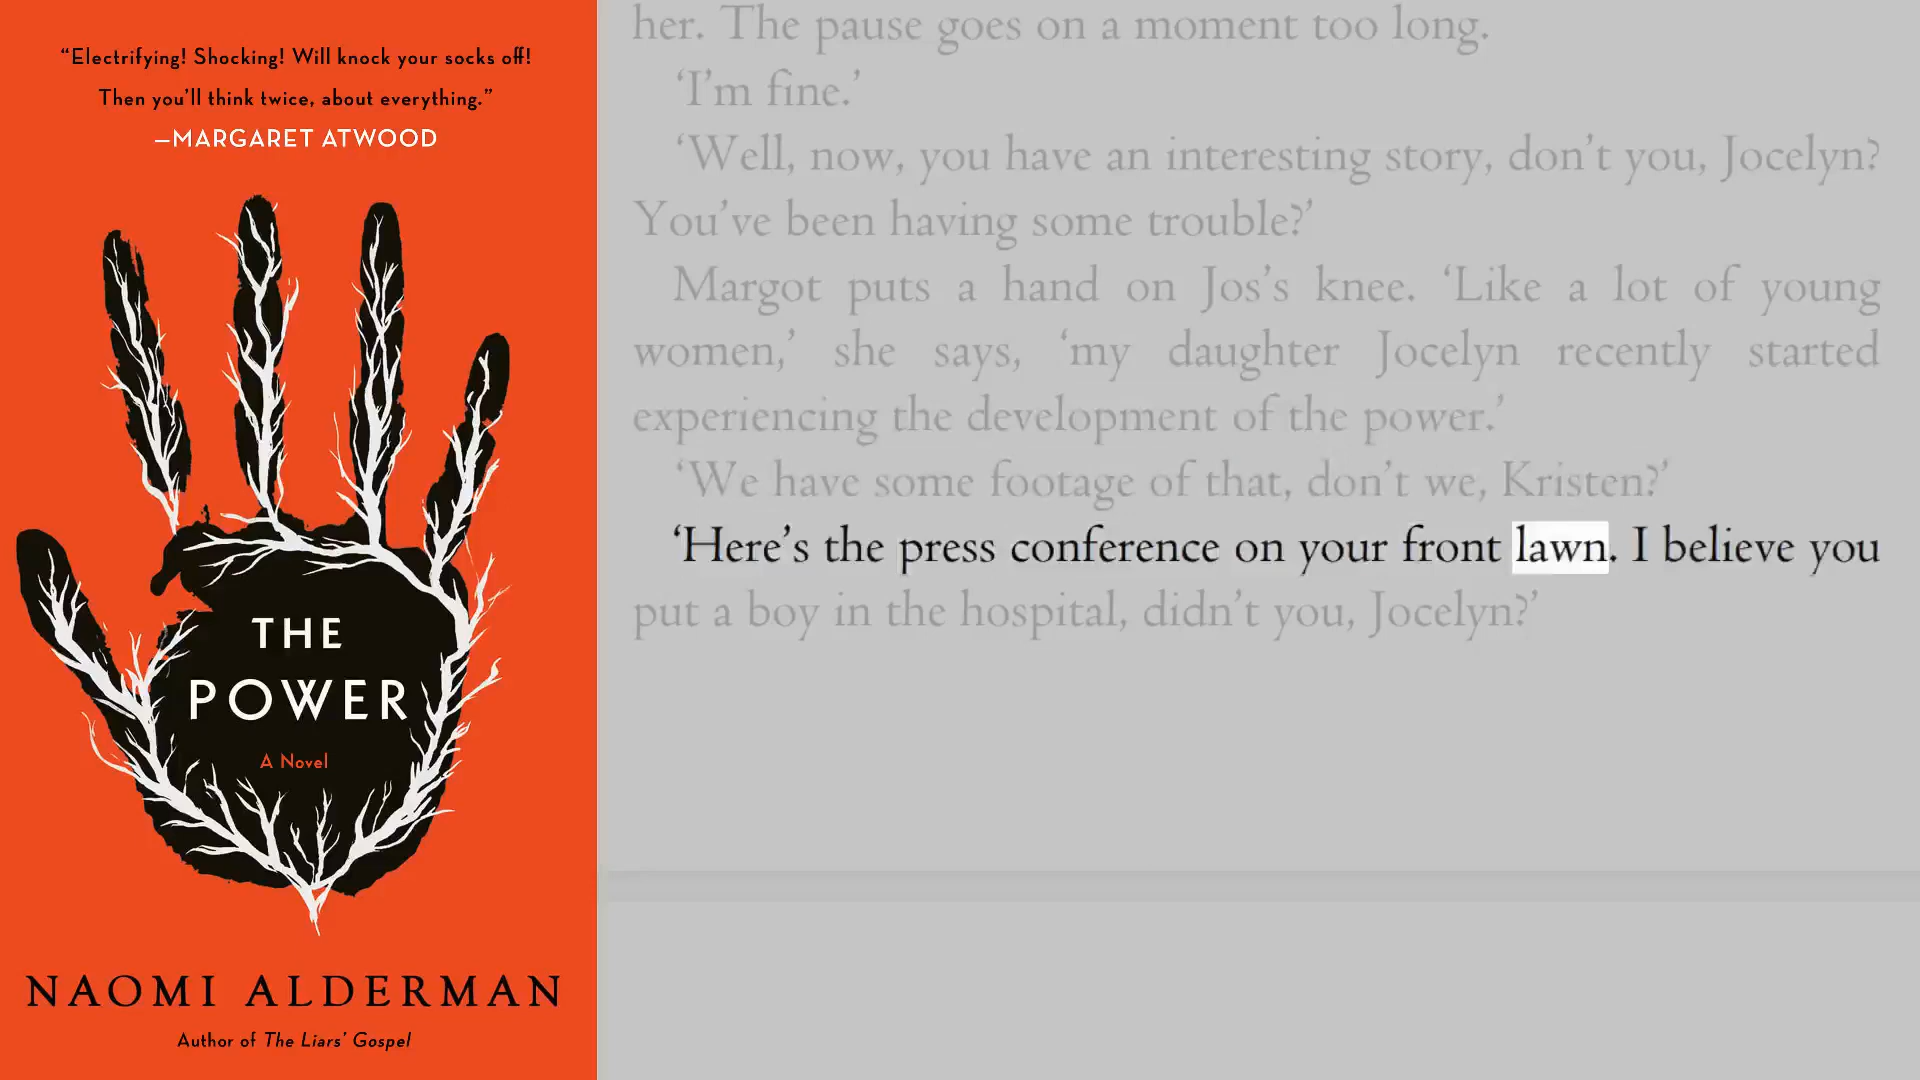 “Electrifying! Shocking! Will knock your socks off!
Then you’ll think twice, about everything.”
—MARGARET ATWOOD
THE
POWER
A Novel
NAOMI ALDERMAN
Author of The Liars’ Gospel
her. The pause goes on a moment too long.
‘I’m fine.’
‘Well, now, you have an interesting story, don’t you, Jocelyn?
You’ve been having some trouble?’
Margot puts a hand on Jos’s knee. ‘Like a lot of young
women,’ she says, ‘my daughter Jocelyn recently started
experiencing the development of the power.’
‘We have some footage of that, don’t we, Kristen?’
‘Here’s the press conference on your front lawn. I believe you
put a boy in the hospital, didn’t you, Jocelyn?’